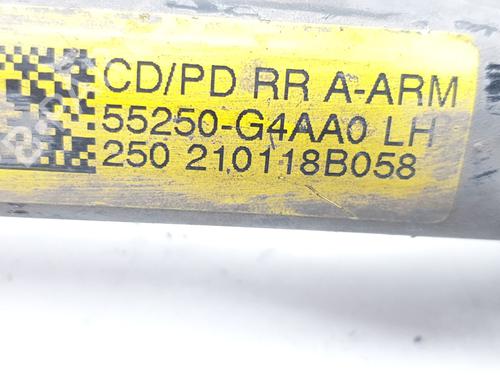 CD/PD RR A-ARM
55250-G4AA0 LH
250 210118B058